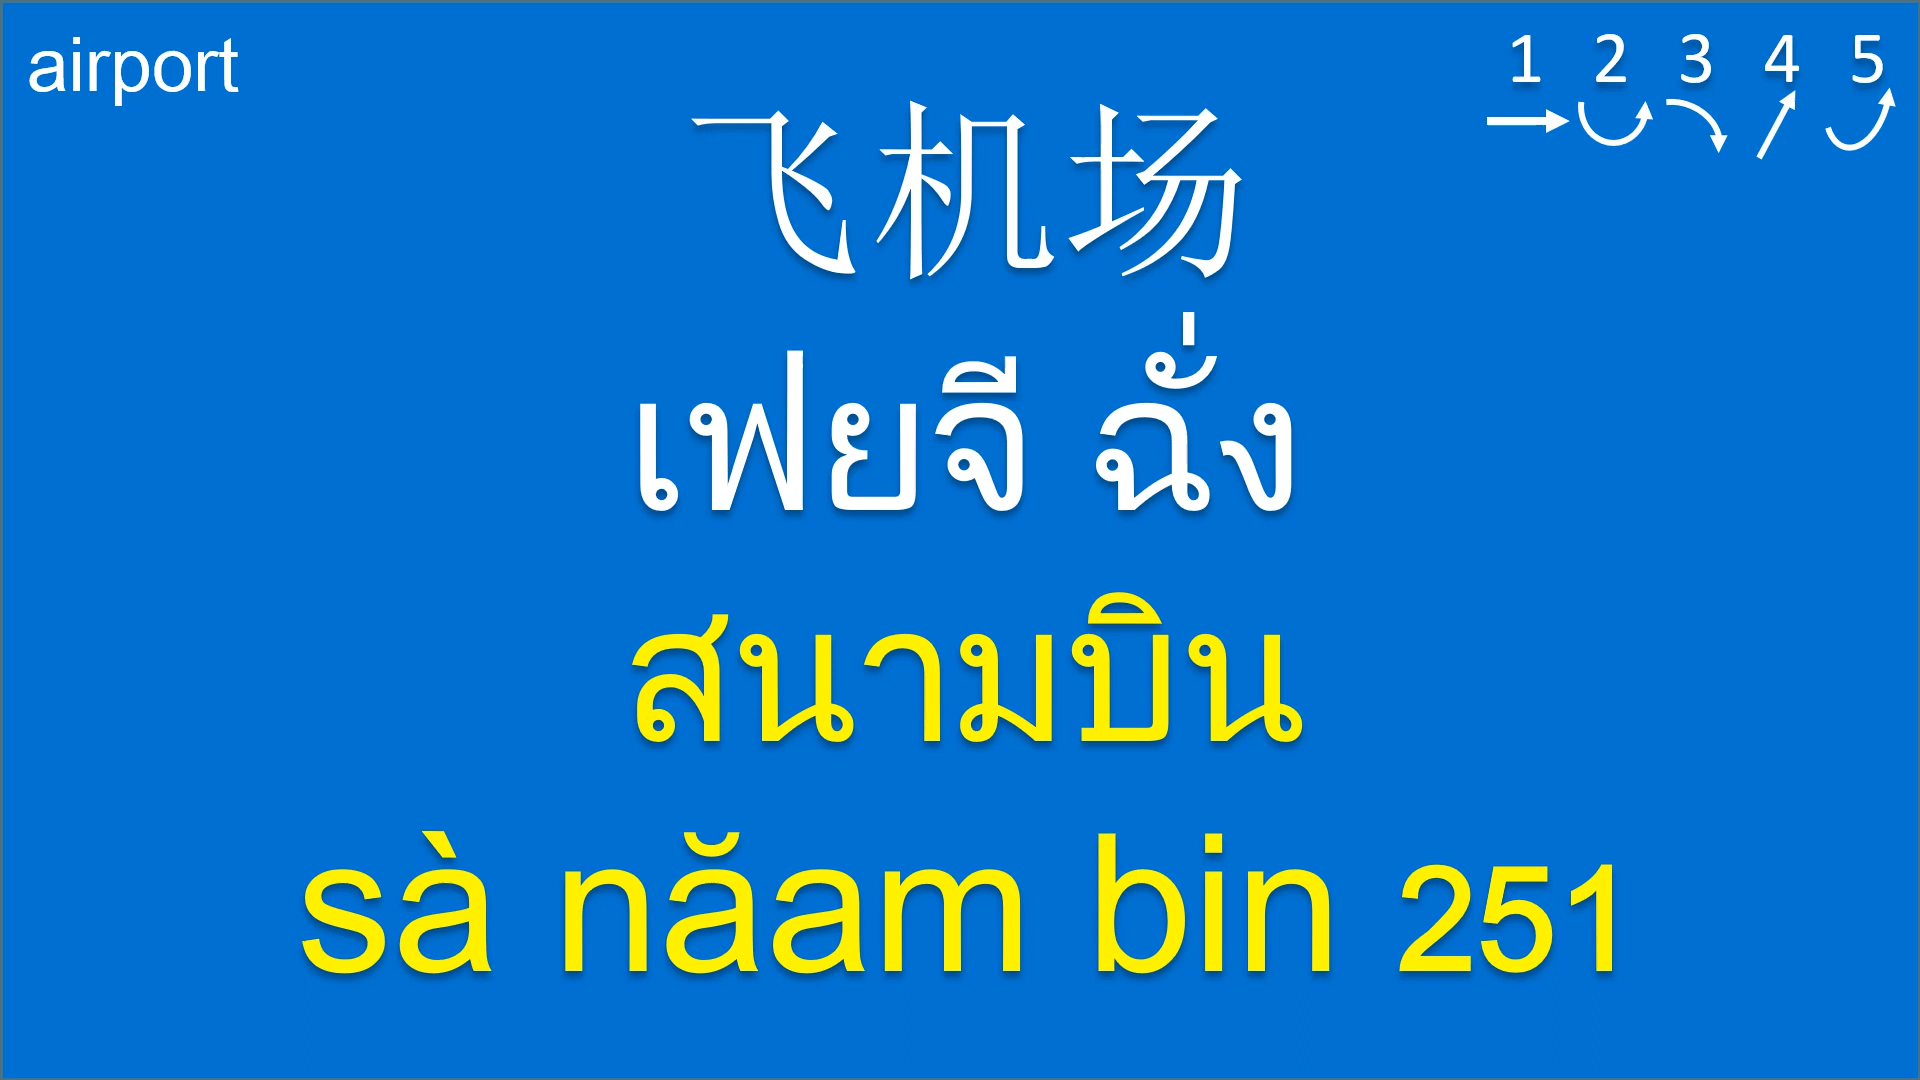 airport
1 2 3 4 5
飞机场
เฟยจี ฉั่ง
สนามบิน
sà năam bin 251